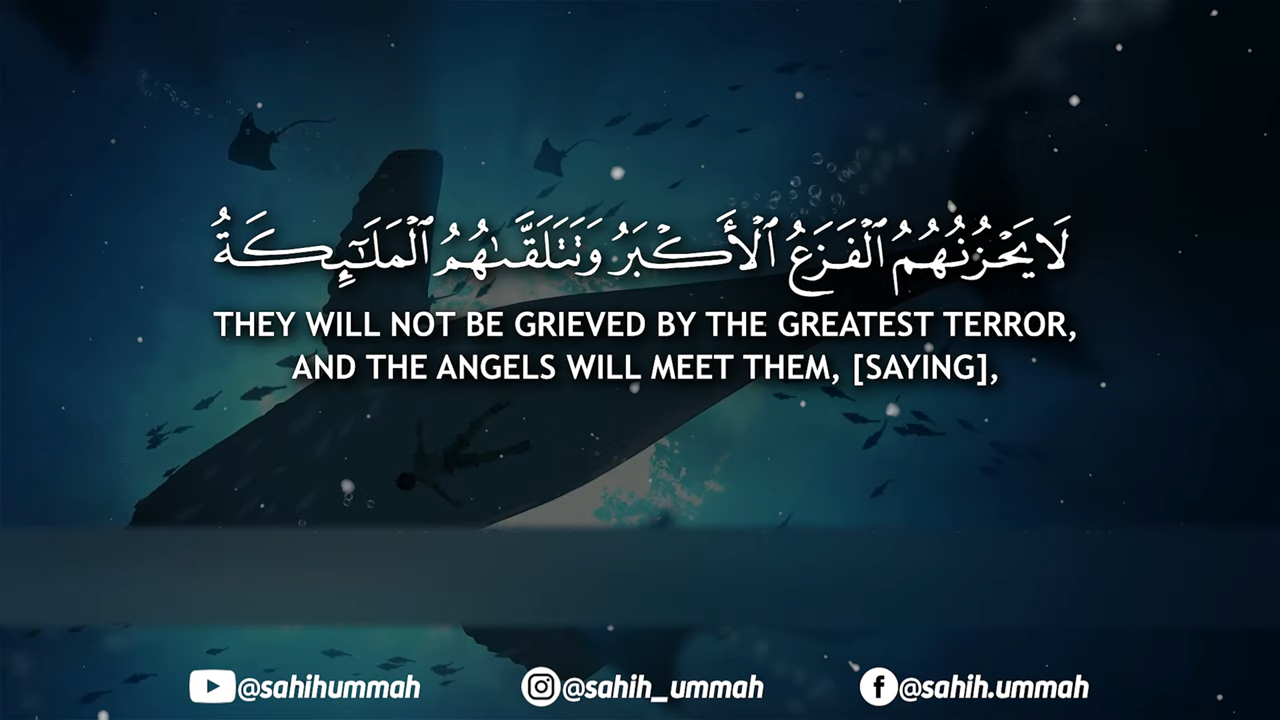 لَا يَحْزُنُهُمُ ٱلْفَزَعُ ٱلْأَكْبَرُ وَتَتَلَقَّىٰهُمُ ٱلْمَلَـٰٓئِكَةُ
THEY WILL NOT BE GRIEVED BY THE GREATEST TERROR,
AND THE ANGELS WILL MEET THEM, [SAYING],
@sahihummah @sahih_ummah @sahih.ummah